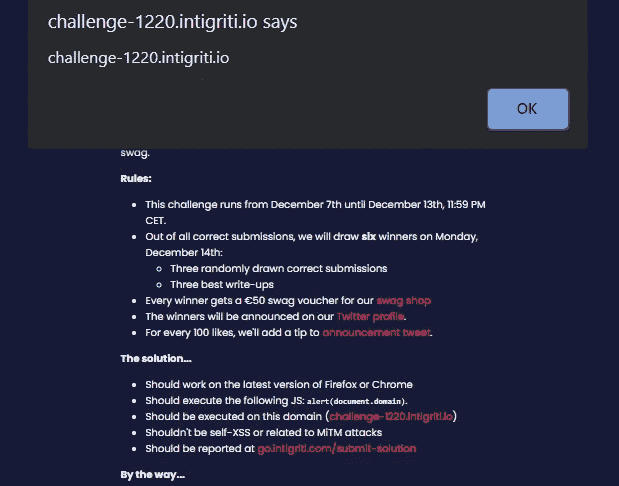 challenge-1220.intigriti.io says
challenge-1220.intigriti.io
OK
swag.
Rules:
This challenge runs from December 7th until December 13th, 11:59 PM
CET.
Out of all correct submissions, we will draw six winners on Monday,
December 14th:
Three randomly drawn correct submissions
Three best write-ups
Every winner gets a €50 swag voucher for our swag shop
The winners will be announced on our Twitter profile.
For every 100 likes, we'll add a tip to announcement tweet.
The solution...
Should work on the latest version of Firefox or Chrome
Should execute the following JS: alert(document.domain).
Should be executed on this domain (challenge-1220.intigriti.io)
Shouldn't be self-XSS or related to MiTM attacks
Should be reported at go.intigriti.com/submit-solution
By the way...